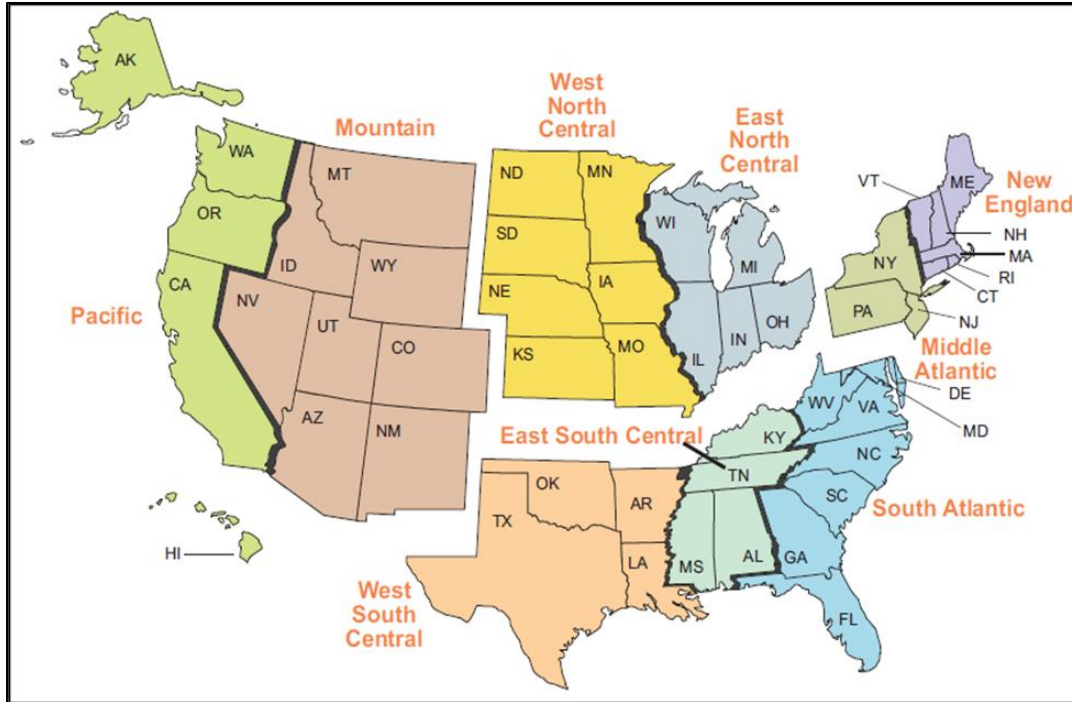 AK
West
North
Central
East
North
Central
Mountain
WA
MT
ND
MN
VT
ME
New
England
OR
ID
WY
SD
WI
MI
NH
MA
RI
CT
NY
CA
NV
UT
CO
NE
IA
PA
NJ
Pacific
KS
MO
IL
IN
OH
Middle
Atlantic
DE
MD
AZ
NM
East South Central
KY
WV
VA
TN
NC
SC
South Atlantic
OK
AR
TX
LA
MS
AL
GA
FL
HI
West
South
Central